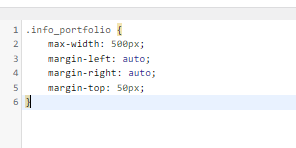 1 .info_portfolio {
2 max-width: 500px;
3 margin-left: auto;
4 margin-right: auto;
5 margin-top: 50px;
6 }